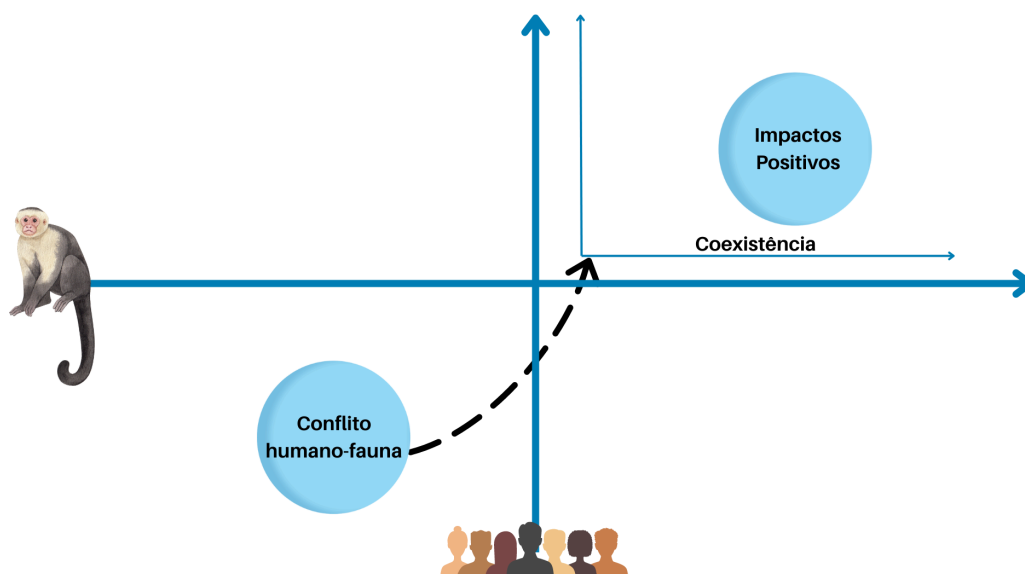 Impactos
Positivos
Coexistência
Conflito
humano-fauna